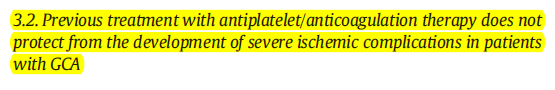 3.2. Previous treatment with antiplatelet/anticoagulation therapy does not
protect from the development of severe ischemic complications in patients
with GCA